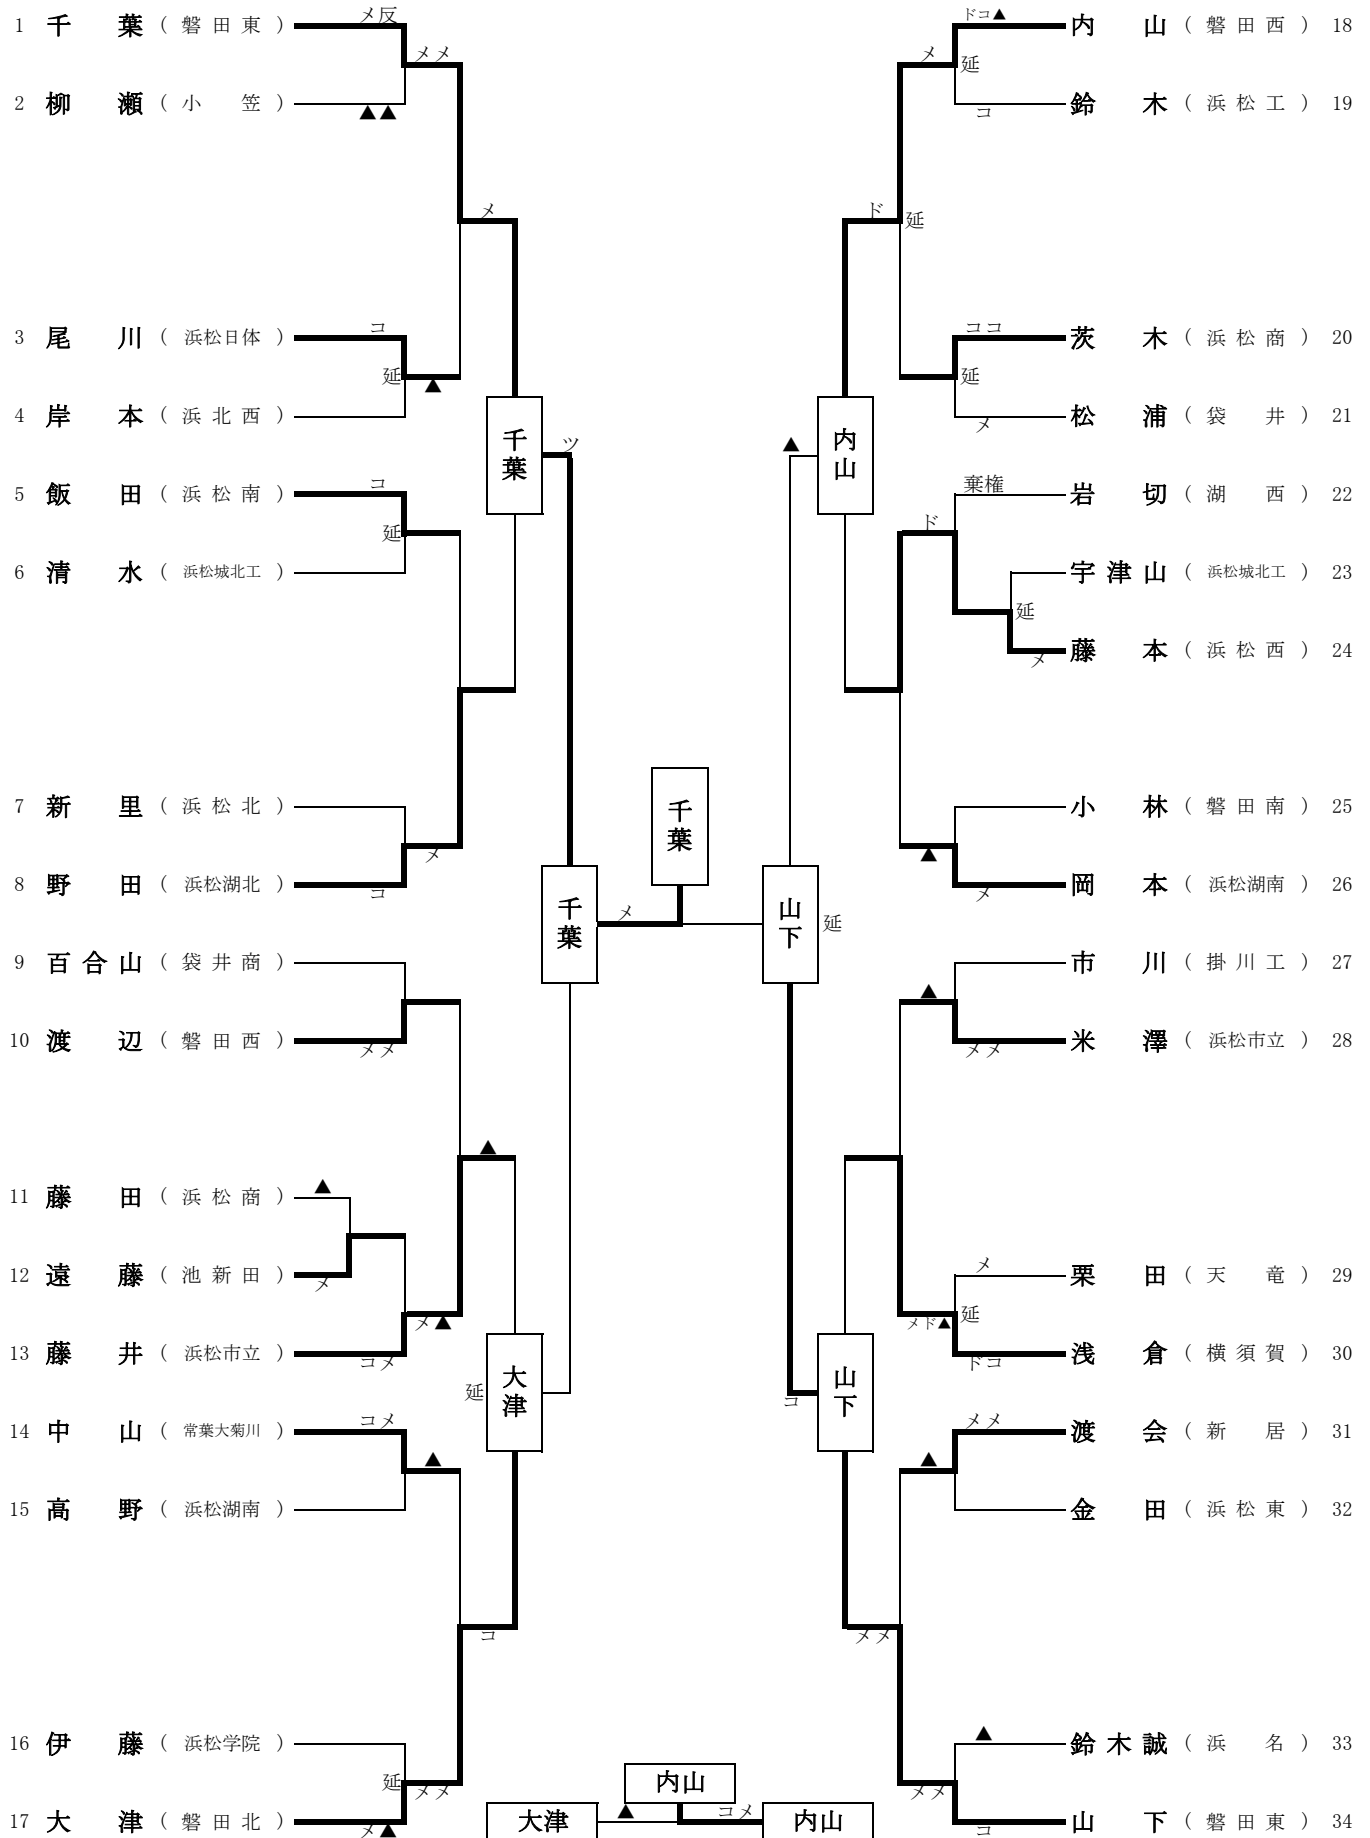 1 千葉 （磐田東） メ反
メメ
2 柳瀬 （小笠） ▲▲
メ
3 尾川 （浜松日体） コ
延 ▲
4 岸本 （浜北西）
千葉
ツ
5 飯田 （浜松南） コ
延
6 清水 （浜松城北工）
7 新里 （浜松北）
メ
8 野田 （浜松湖北） コ
千葉
千葉
メ
9 百合山 （袋井商）
10 渡辺 （磐田西） メメ
▲
11 藤田 （浜松商） ▲
12 遠藤 （池新田） メ
メ▲
13 藤井 （浜松市立） コメ
大津
延
14 中山 （常葉大菊川） コメ
▲
15 高野 （浜松湖南）
コ
16 伊藤 （浜松学院）
延 メメ
17 大津 （磐田北） メ▲
ドコ▲ 内山 （磐田西） 18
メ 延
コ 鈴木 （浜松工） 19
ド 延
ココ 茨木 （浜松商） 20
延
メ 松浦 （袋井） 21
▲
内山
棄権 岩切 （湖西） 22
ド
宇津山 （浜松城北工） 23
延
メ 藤本 （浜松西） 24
小林 （磐田南） 25
▲
メ 岡本 （浜松湖南） 26
山下
延
市川 （掛川工） 27
▲
メメ 米澤 （浜松市立） 28
メ 栗田 （天竜） 29
メド▲ 延
ドコ 浅倉 （横須賀） 30
山下
コ
メメ 渡会 （新居） 31
▲
金田 （浜松東） 32
メメ
▲ 鈴木誠 （浜名） 33
メメ
コ 山下 （磐田東） 34
内山
大津 ▲ コメ 内山